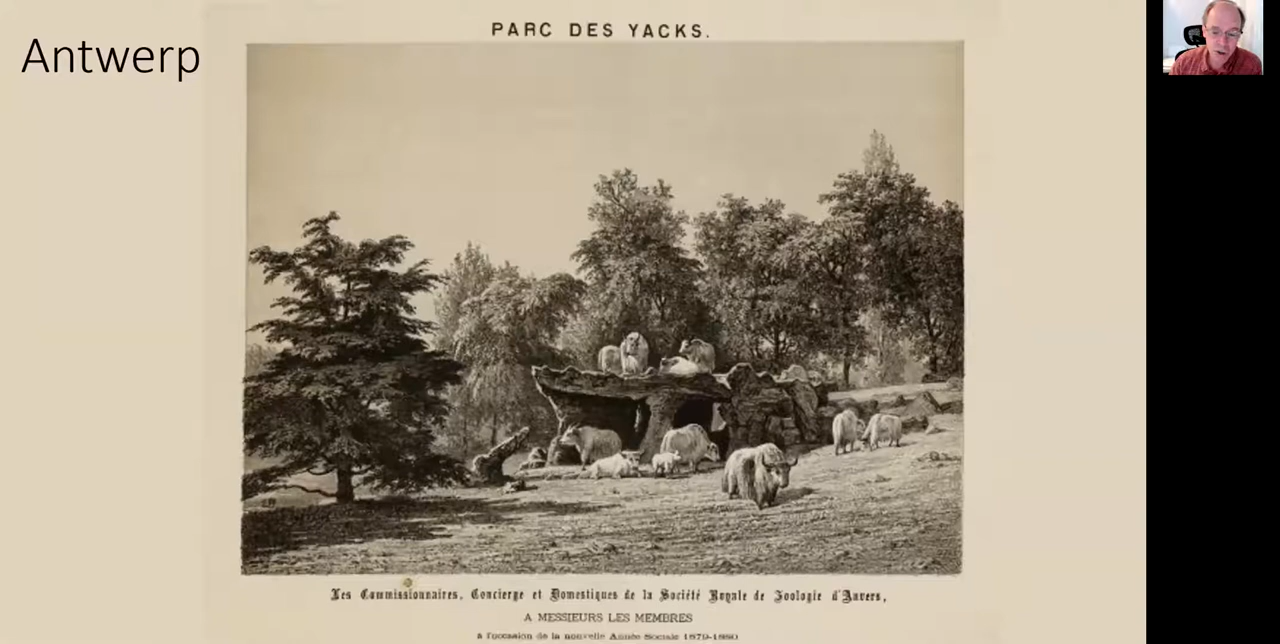 Antwerp
PARC DES YACKS.
Les Commissionnaires, Concierge et Domestiques de la Société Royale de Zoologie d'Anvers,
A MESSIEURS LES MEMBRES
à l'occasion de la nouvelle Année Sociale 1879-1880